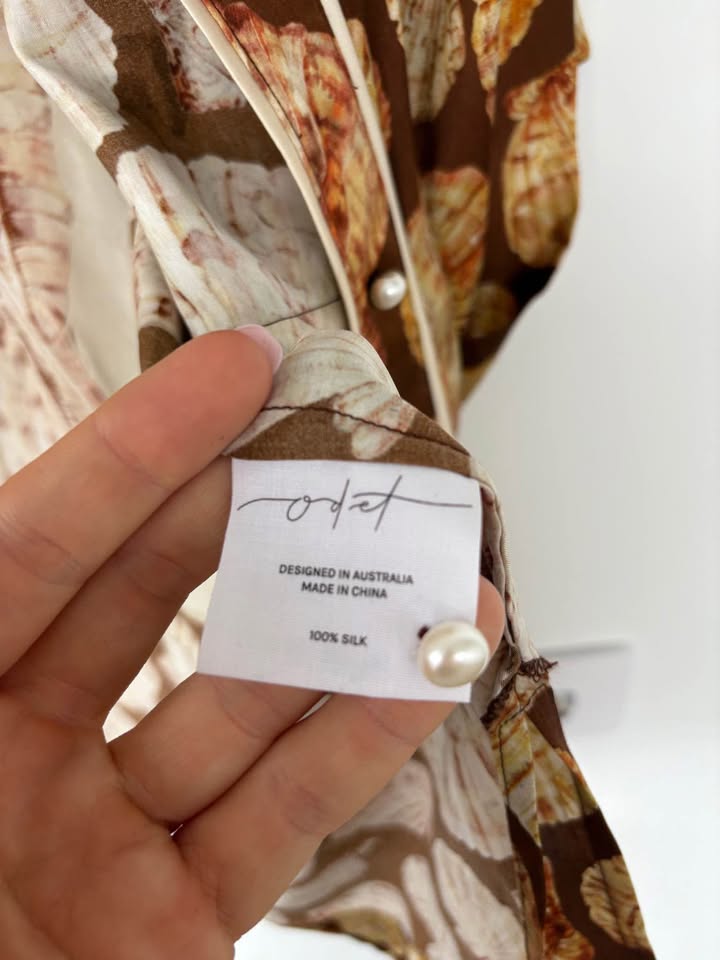 odet
DESIGNED IN AUSTRALIA
MADE IN CHINA
100% SILK